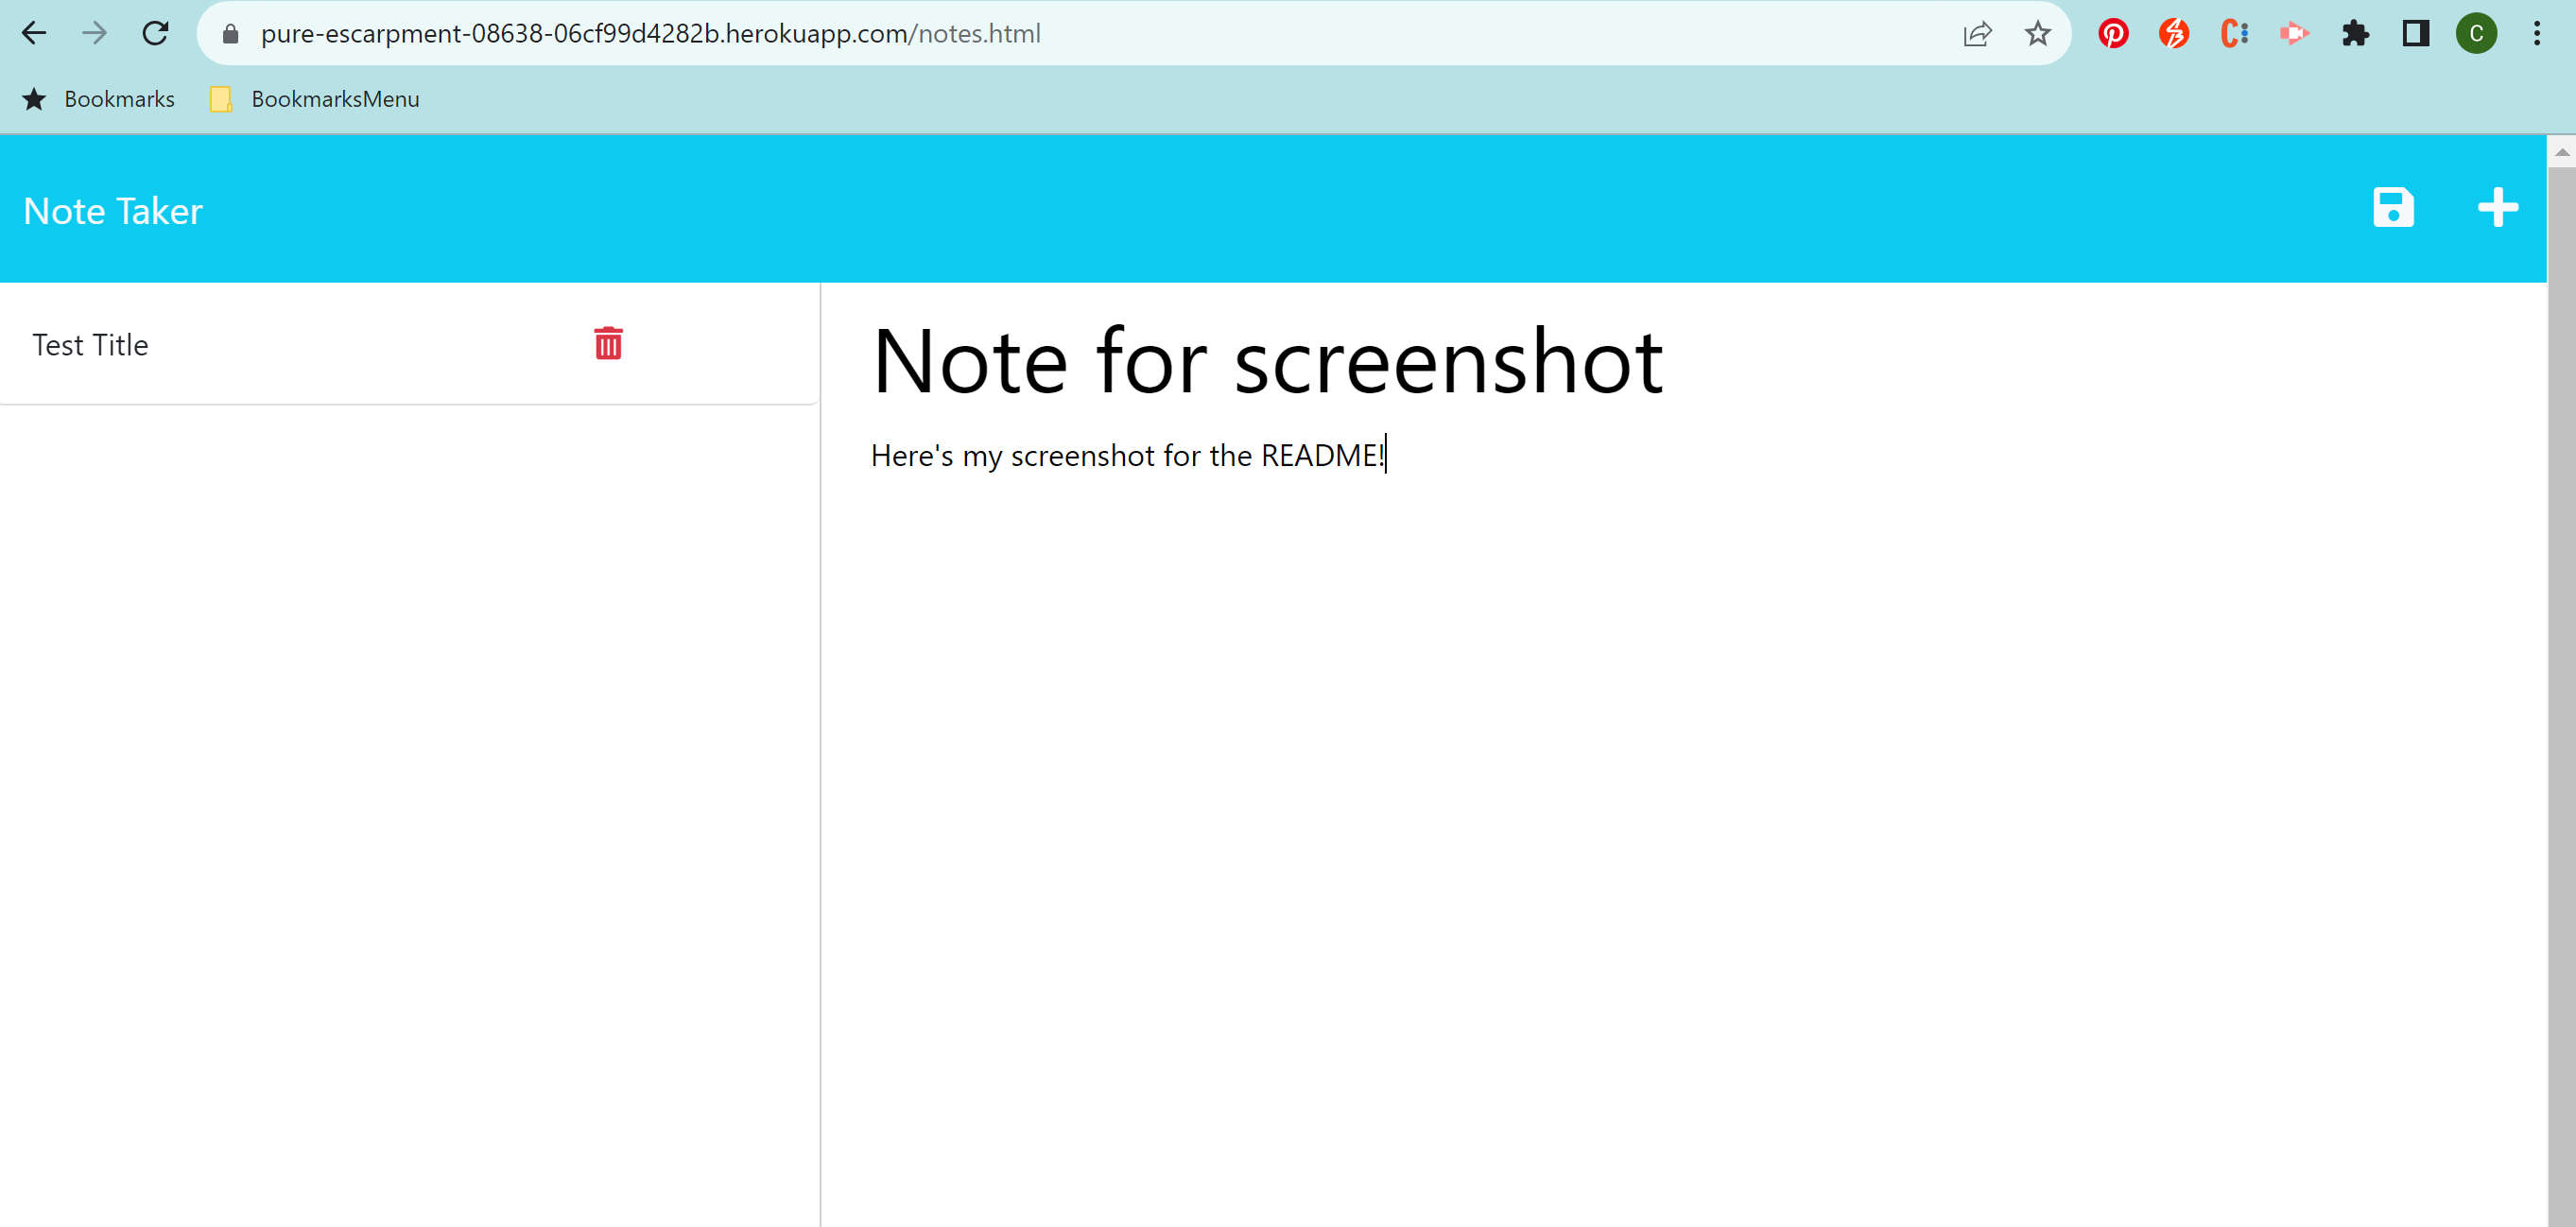 pure-escarpment-08638-06cf99d4282b.herokuapp.com/notes.html
C
Bookmarks BookmarksMenu
Note Taker
Test Title
Note for screenshot
Here's my screenshot for the README!